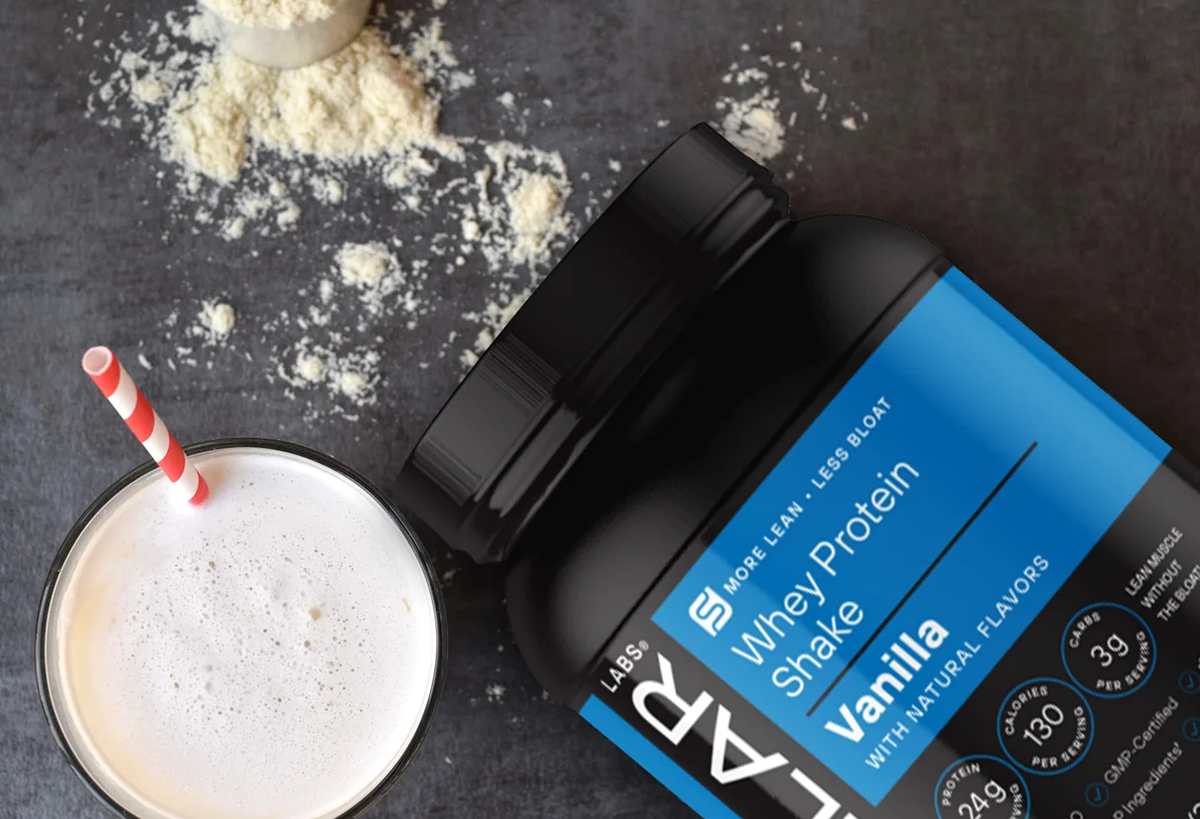 LABS®
LAR
MORE LEAN • LESS BLOAT
Whey Protein
Shake
Vanilla
WITH NATURAL FLAVORS
PROTEIN
24g
CALORIES
130
PER SERVING
CARBS
3g
PER SERVING
LEAN MUSCLE
WITHOUT
THE BLOAT
GMP-Certified
Ingredients